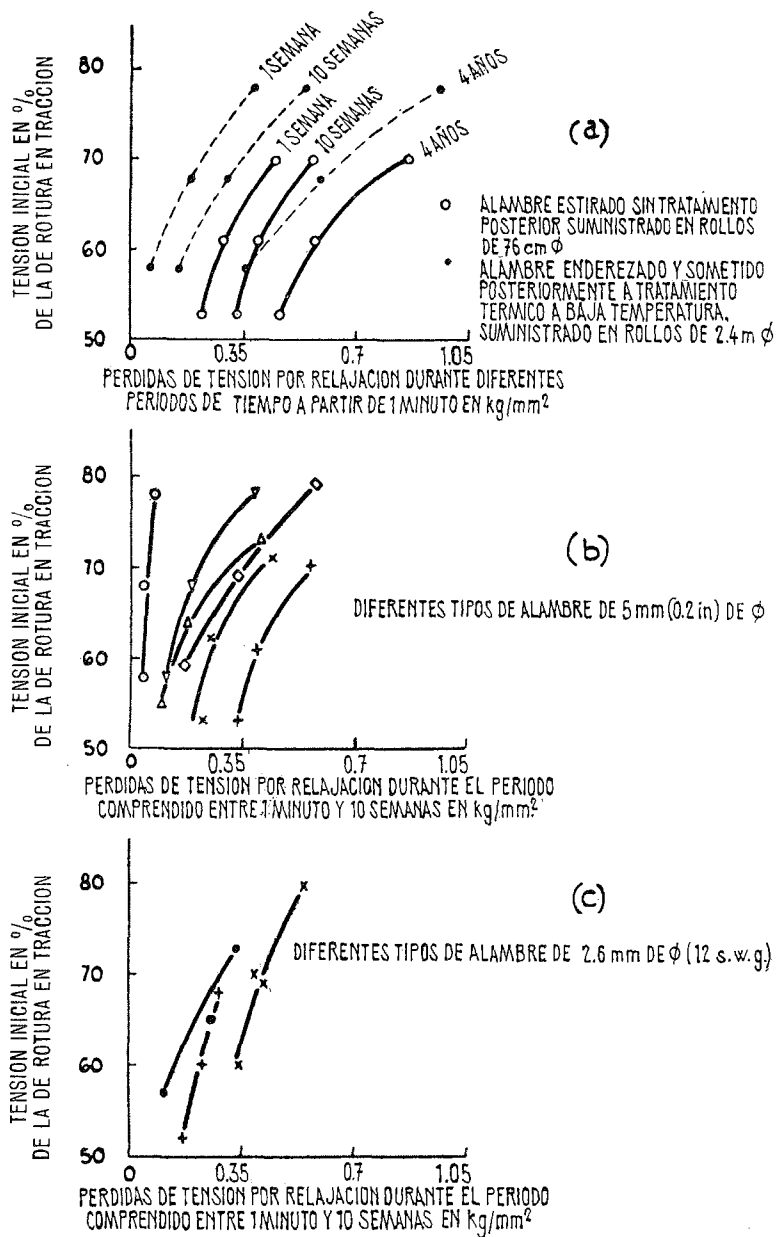 TENSION INICIAL EN %
DE LA DE ROTURA EN TRACCION
80
70
60
50
0
0.35
0.7
1.05
1 SEMANA
10 SEMANAS
1 SEMANA
10 SEMANAS
4 AÑOS
4 AÑOS
(a)
ALAMBRE ESTIRADO SIN TRATAMIENTO
POSTERIOR SUMINISTRADO EN ROLLOS
DE 76 cm ϕ
ALAMBRE ENDEREZADO Y SOMETIDO
POSTERIORMENTE A TRATAMIENTO
TERMICO A BAJA TEMPERATURA.
SUMINISTRADO EN ROLLOS DE 2.4 m ϕ
PERDIDAS DE TENSION POR RELAJACION DURANTE DIFERENTES
PERIODOS DE TIEMPO A PARTIR DE 1 MINUTO EN kg/mm²
TENSION INICIAL EN %
DE LA DE ROTURA EN TRACCION
80
70
60
50
0
0.35
0.7
1.05
(b)
DIFERENTES TIPOS DE ALAMBRE DE 5 mm (0.2 in) DE ϕ
PERDIDAS DE TENSION POR RELAJACION DURANTE EL PERIODO
COMPRENDIDO ENTRE 1 MINUTO Y 10 SEMANAS EN kg/mm²
TENSION INICIAL EN %
DE LA DE ROTURA EN TRACCION
80
70
60
50
0
0.35
0.7
1.05
(c)
DIFERENTES TIPOS DE ALAMBRE DE 2.6 mm DE ϕ (12 s.w.g.)
PERDIDAS DE TENSION POR RELAJACION DURANTE EL PERIODO
COMPRENDIDO ENTRE 1 MINUTO Y 10 SEMANAS EN kg/mm²